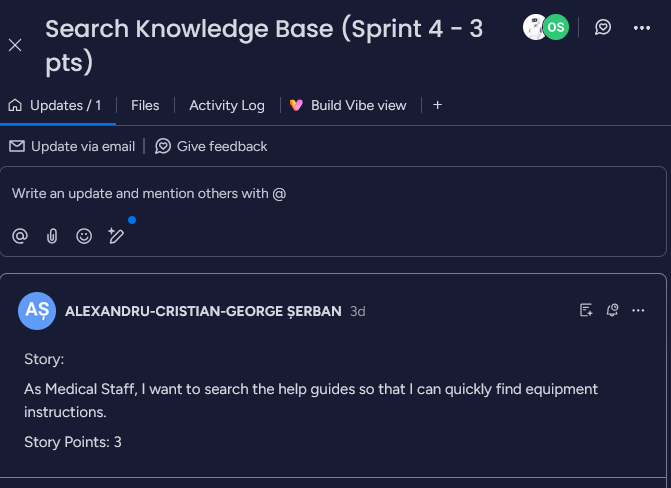 Search Knowledge Base (Sprint 4 - 3
pts)
OS
Updates / 1
Files
Activity Log
Build Vibe view
+
Update via email
Give feedback
Write an update and mention others with @
AȘ
ALEXANDRU-CRISTIAN-GEORGE ȘERBAN 3d
Story:
As Medical Staff, I want to search the help guides so that I can quickly find equipment
instructions.
Story Points: 3